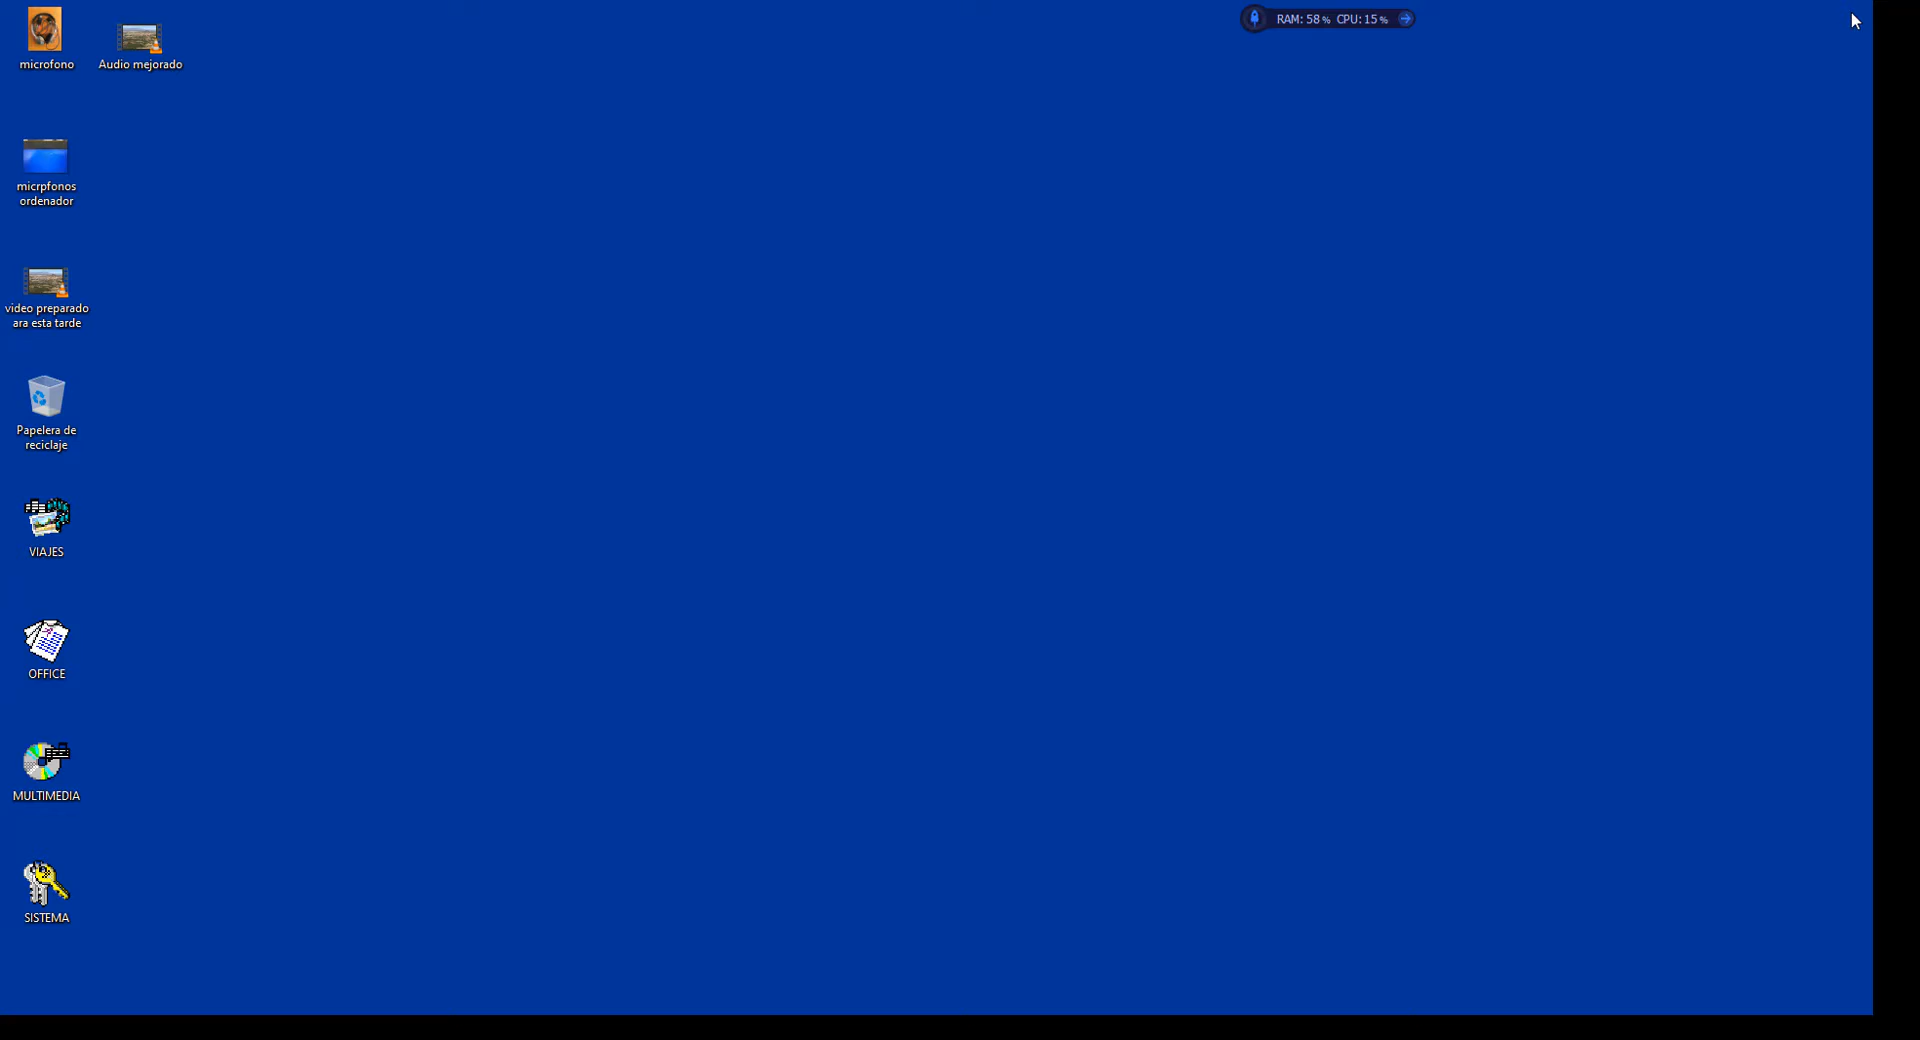 RAM: 58 % CPU: 15 %
microfono
Audio mejorado
micrpfonos
ordenador
video preparado
ara esta tarde
Papelera de
reciclaje
VIAJES
OFFICE
MULTIMEDIA
SISTEMA